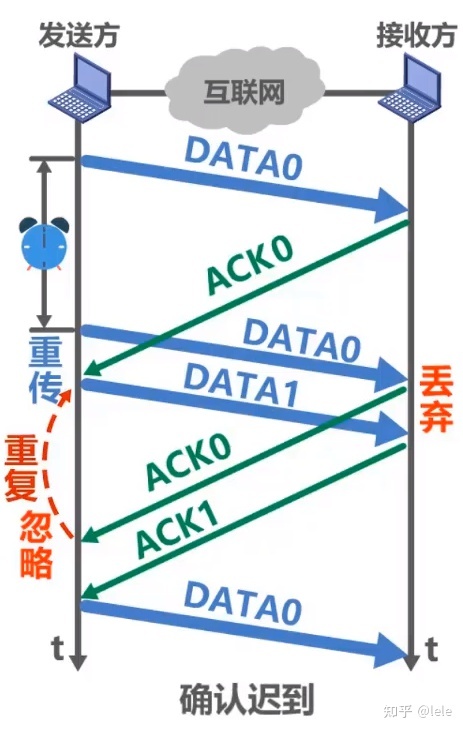 发送方
接收方
互联网
DATA0
ACK0
DATA0
重传
DATA1
丢弃
ACK0
重复
忽略
ACK1
DATA0
t
t
确认迟到
知乎 @lele